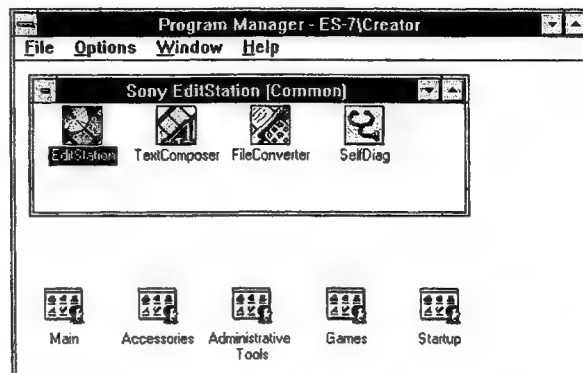 Program Manager - ES-7\Creator
File Options Window Help
Sony EditStation (Common)
EditStation TextComposer FileConverter SelfDiag
Main Accessories Administrative Games Startup
Tools